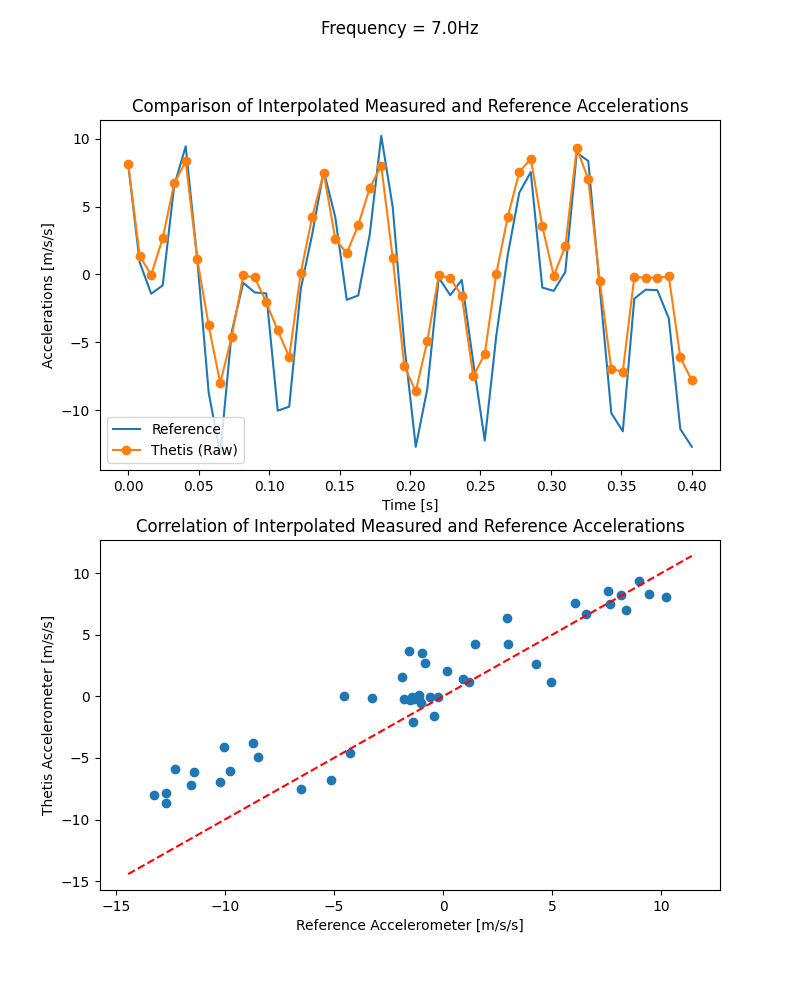 Frequency = 7.0Hz
Comparison of Interpolated Measured and Reference Accelerations
10
5
0
−5
−10
Accelerations [m/s/s]
Reference
Thetis (Raw)
0.00 0.05 0.10 0.15 0.20 0.25 0.30 0.35 0.40
Time [s]
Correlation of Interpolated Measured and Reference Accelerations
10
5
0
−5
−10
−15
Thetis Accelerometer [m/s/s]
−15 −10 −5 0 5 10
Reference Accelerometer [m/s/s]